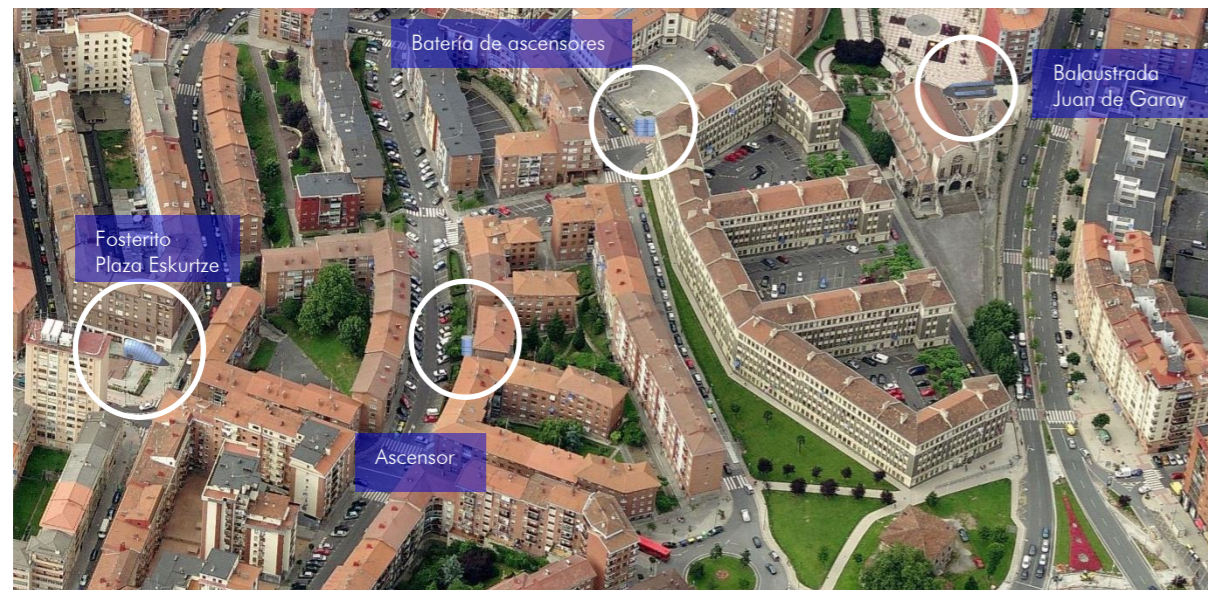 Batería de ascensores
Balaustrada
Juan de Garay
Fosterito
Plaza Eskurtze
Ascensor